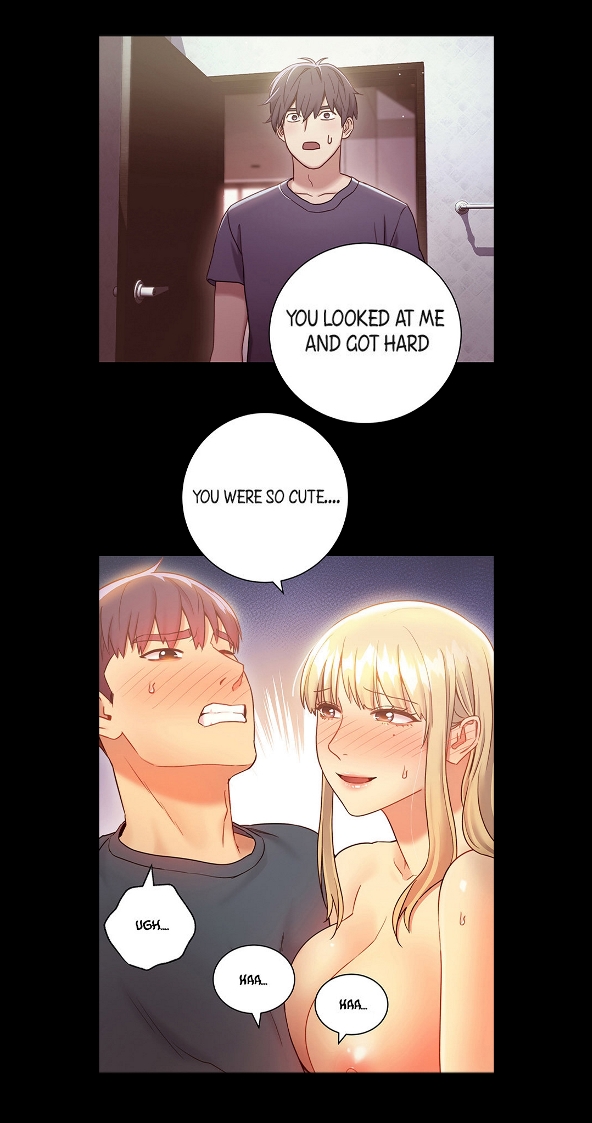 YOU LOOKED AT ME
AND GOT HARD
YOU WERE SO CUTE....
UGH....
HAA...
HAA...